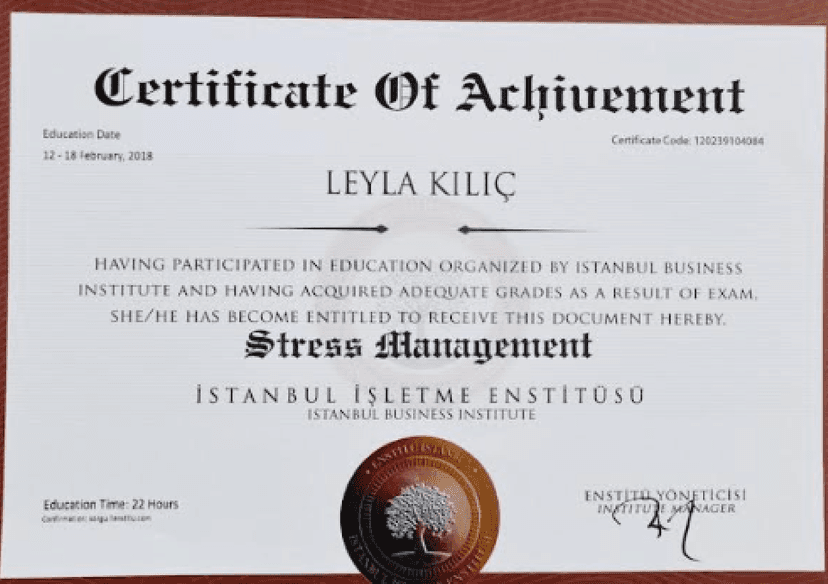 Certificate Of Achivement
Education Date
12 - 18 February, 2018
Certificate Code: 120239104084
LEYLA KILIÇ
HAVING PARTICIPATED IN EDUCATION ORGANIZED BY ISTANBUL BUSINESS
INSTITUTE AND HAVING ACQUIRED ADEQUATE GRADES AS A RESULT OF EXAM,
SHE/HE HAS BECOME ENTITLED TO RECEIVE THIS DOCUMENT HEREBY.
Stress Management
İSTANBUL İŞLETME ENSTİTÜSÜ
ISTANBUL BUSINESS INSTITUTE
Education Time: 22 Hours
Confirmation:
ENSTİTÜ YÖNETİCİSİ
INSTITUTE MANAGER